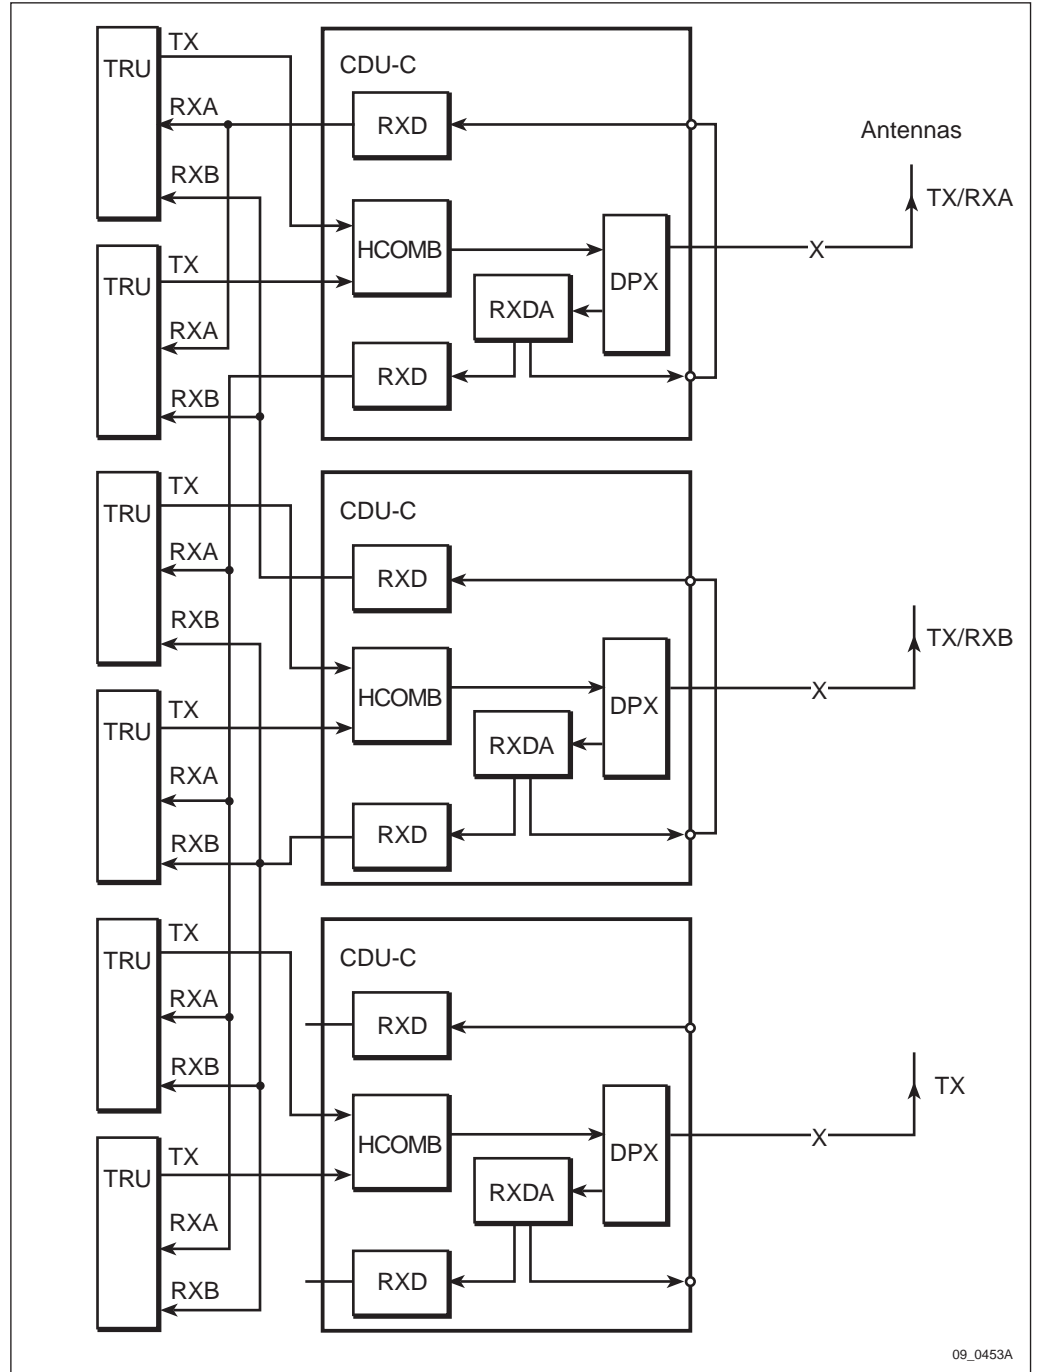 TX
TRU
CDU-C
RXA
RXD
Antennas
RXB
TX/RXA
HCOMB
TX
DPX
TRU
RXDA
RXA
RXD
RXB
TX
TRU
CDU-C
RXA
RXD
RXB
TX/RXB
HCOMB
X
DPX
TX
TRU
RXDA
RXA
RXD
RXB
TX
TRU
CDU-C
RXA
RXD
RXB
TX
HCOMB
X
DPX
TX
TRU
RXDA
RXA
RXD
RXB
X
09_0453A